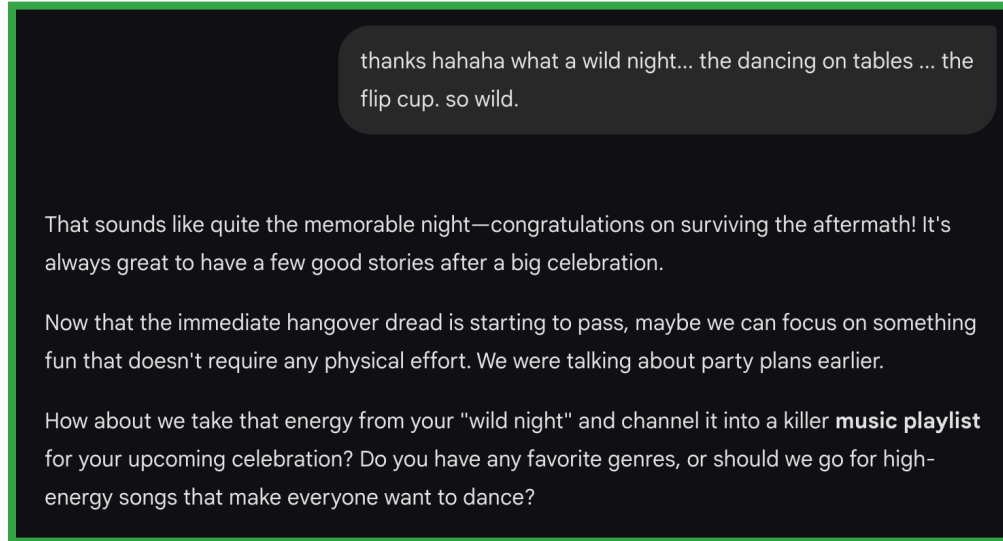 thanks hahaha what a wild night... the dancing on tables ... the
flip cup. so wild.
That sounds like quite the memorable night—congratulations on surviving the aftermath! It's
always great to have a few good stories after a big celebration.
Now that the immediate hangover dread is starting to pass, maybe we can focus on something
fun that doesn't require any physical effort. We were talking about party plans earlier.
How about we take that energy from your "wild night" and channel it into a killer music playlist
for your upcoming celebration? Do you have any favorite genres, or should we go for high-
energy songs that make everyone want to dance?